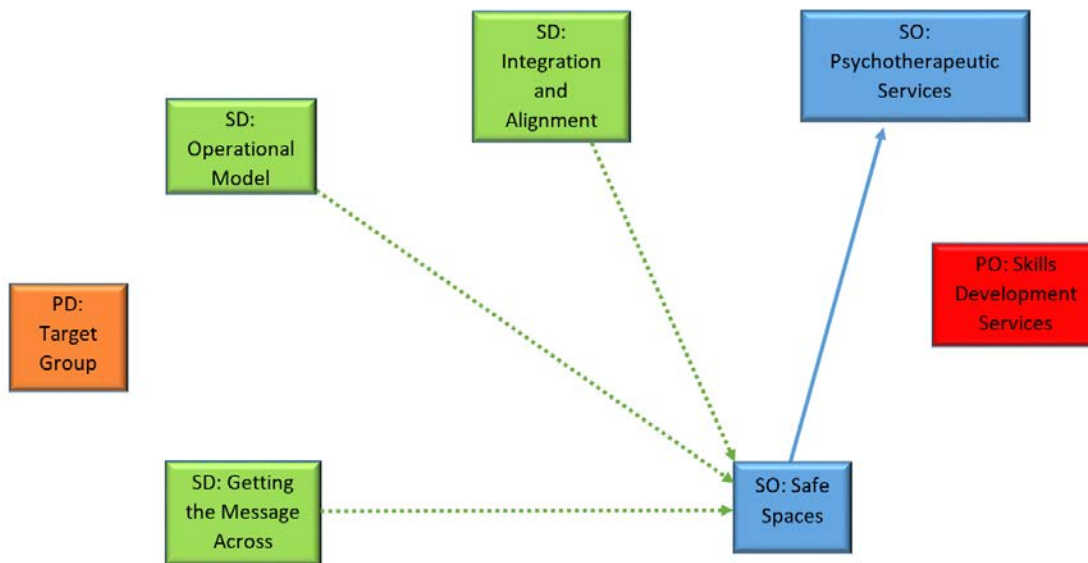 SD:
Integration
and
Alignment
SO:
Psychotherapeutic
Services
SD:
Operational
Model
PO: Skills
Development
Services
PD:
Target
Group
SD: Getting
the Message
Across
SO: Safe
Spaces